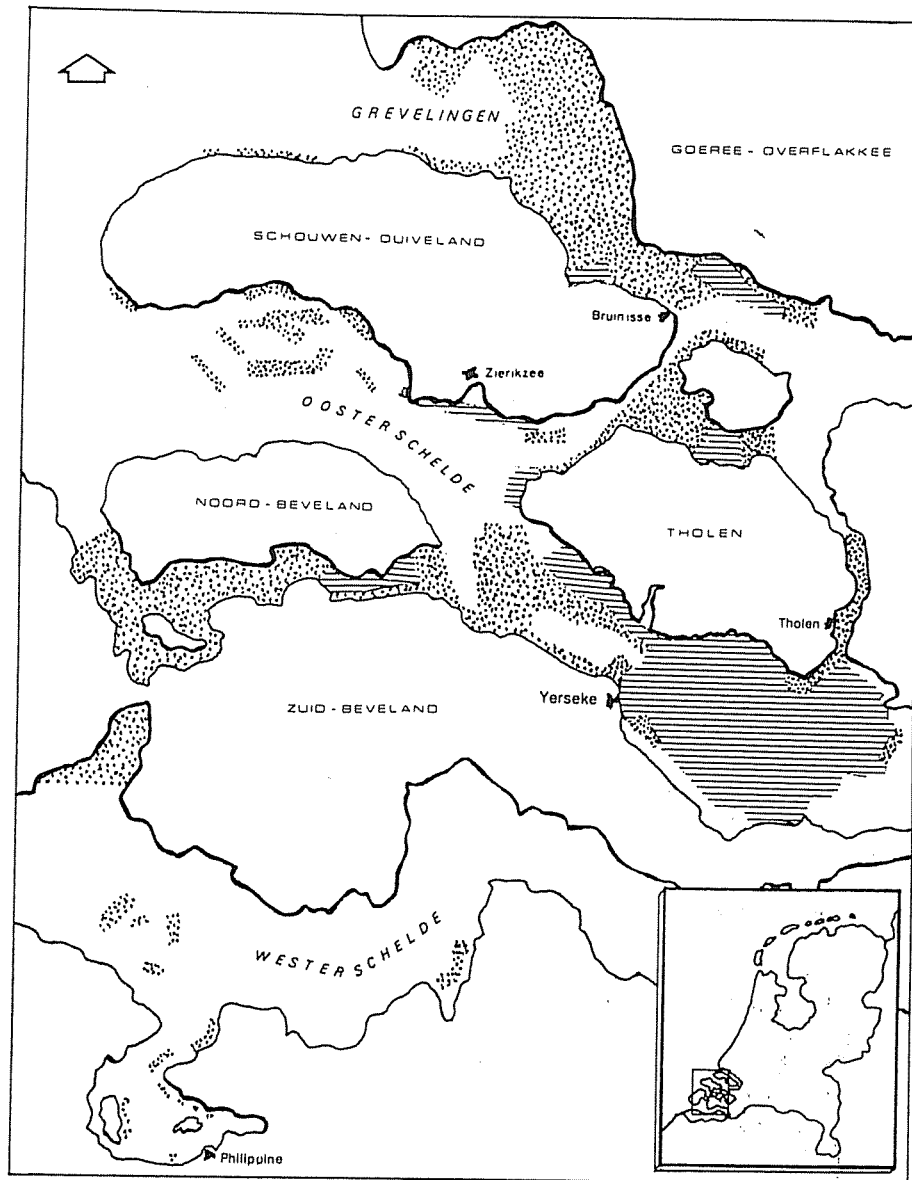 GREVELINGEN
GOEREE - OVERFLAKKEE
SCHOUWEN - DUIVELAND
Bruinisse
Zierikzee
OOSTERSCHELDE
NOORD - BEVELAND
THOLEN
Tholen
Yerseke
ZUID - BEVELAND
WESTERSCHELDE
Philippine